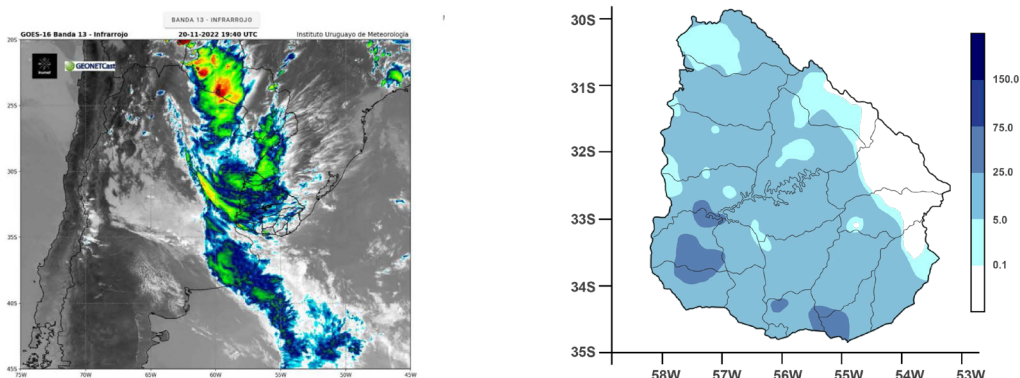 BANDA 13 - INFRARROJO
GOES-16 Banda 13 - Infrarrojo 20-11-2022 19:40 UTC Instituto Uruguayo de Meteorología
20S
GEONETCast
25S
30S
35S
40S
45S
75W 70W 65W 60W 55W 50W 45W
30S
31S
32S
33S
34S
35S
58W 57W 56W 55W 54W 53W
150.0
75.0
25.0
5.0
0.1